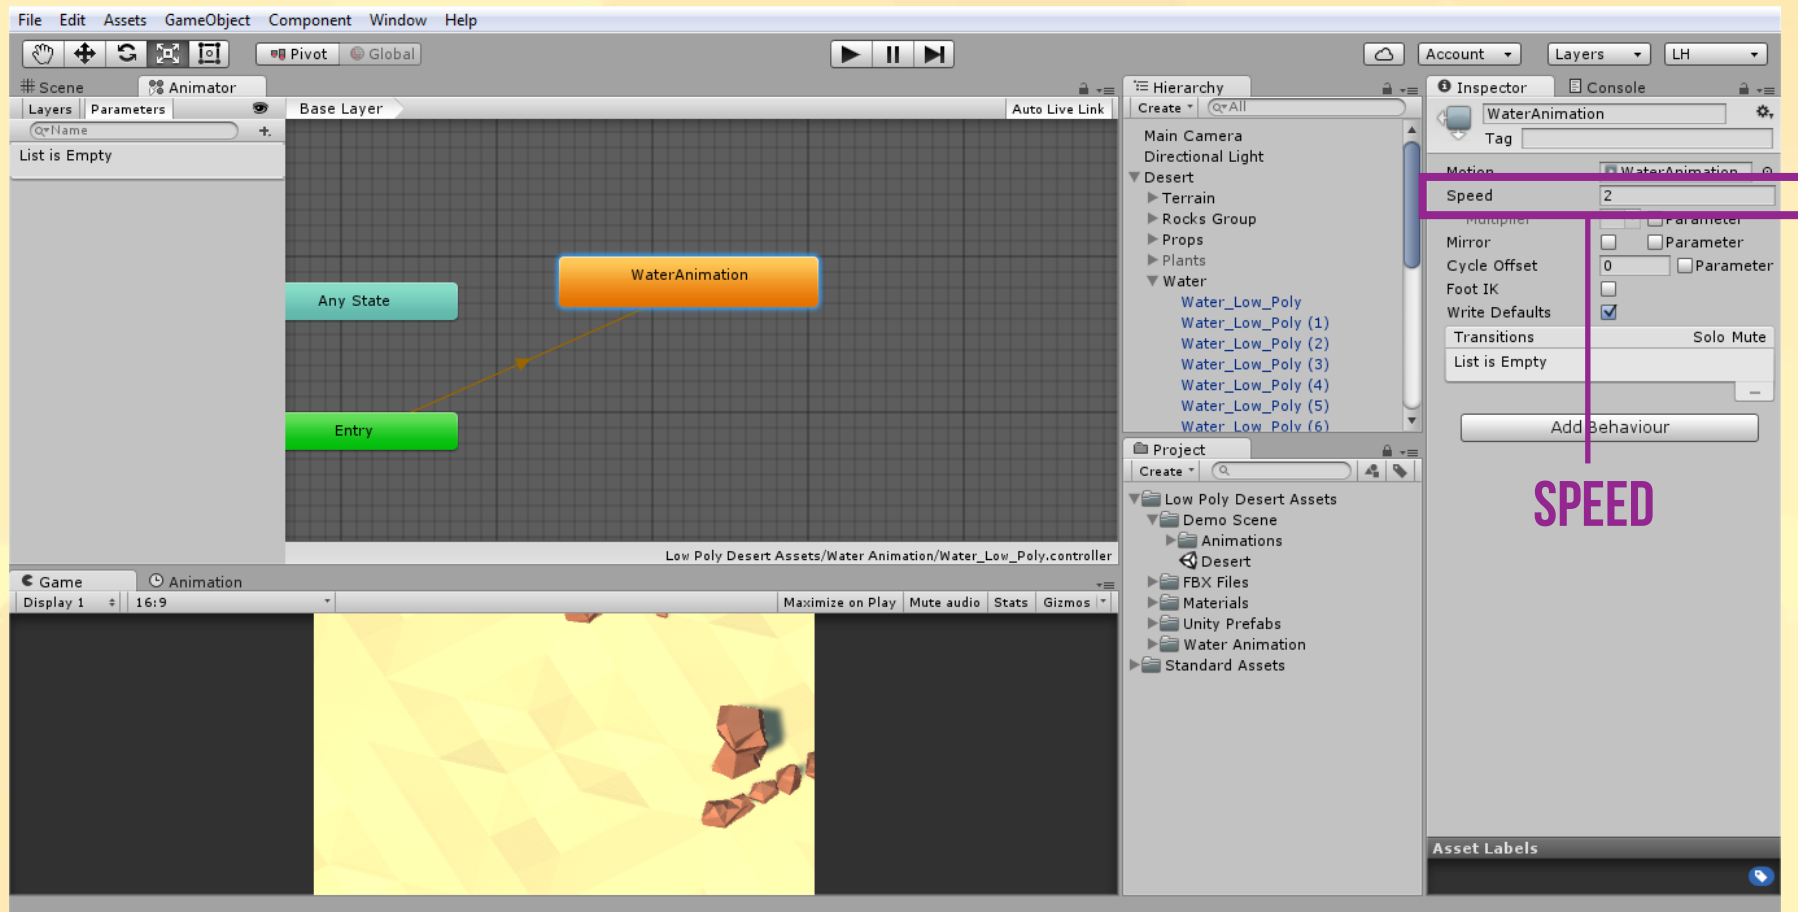 File Edit Assets GameObject Component Window Help
Pivot Global Account Layers LH
Scene Animator
Layers Parameters Base Layer Auto Live Link
Name
List is Empty
WaterAnimation
Any State
Entry
Low Poly Desert Assets/Water Animation/Water_Low_Poly.controller
Game Animation
Display 1 16:9 Maximize on Play Mute audio Stats Gizmos
Hierarchy
Create All
Main Camera
Directional Light
Desert
Terrain
Rocks Group
Props
Plants
Water
Water_Low_Poly
Water_Low_Poly (1)
Water_Low_Poly (2)
Water_Low_Poly (3)
Water_Low_Poly (4)
Water_Low_Poly (5)
Water_Low_Poly (6)
Project
Create
Low Poly Desert Assets
Demo Scene
Animations
Desert
FBX Files
Materials
Unity Prefabs
Water Animation
Standard Assets
Inspector Console
WaterAnimation
Tag
Motion WaterAnimation
Speed 2
Multiplier Parameter
Mirror Parameter
Cycle Offset 0 Parameter
Foot IK
Write Defaults
Transitions Solo Mute
List is Empty
Add Behaviour
SPEED
Asset Labels